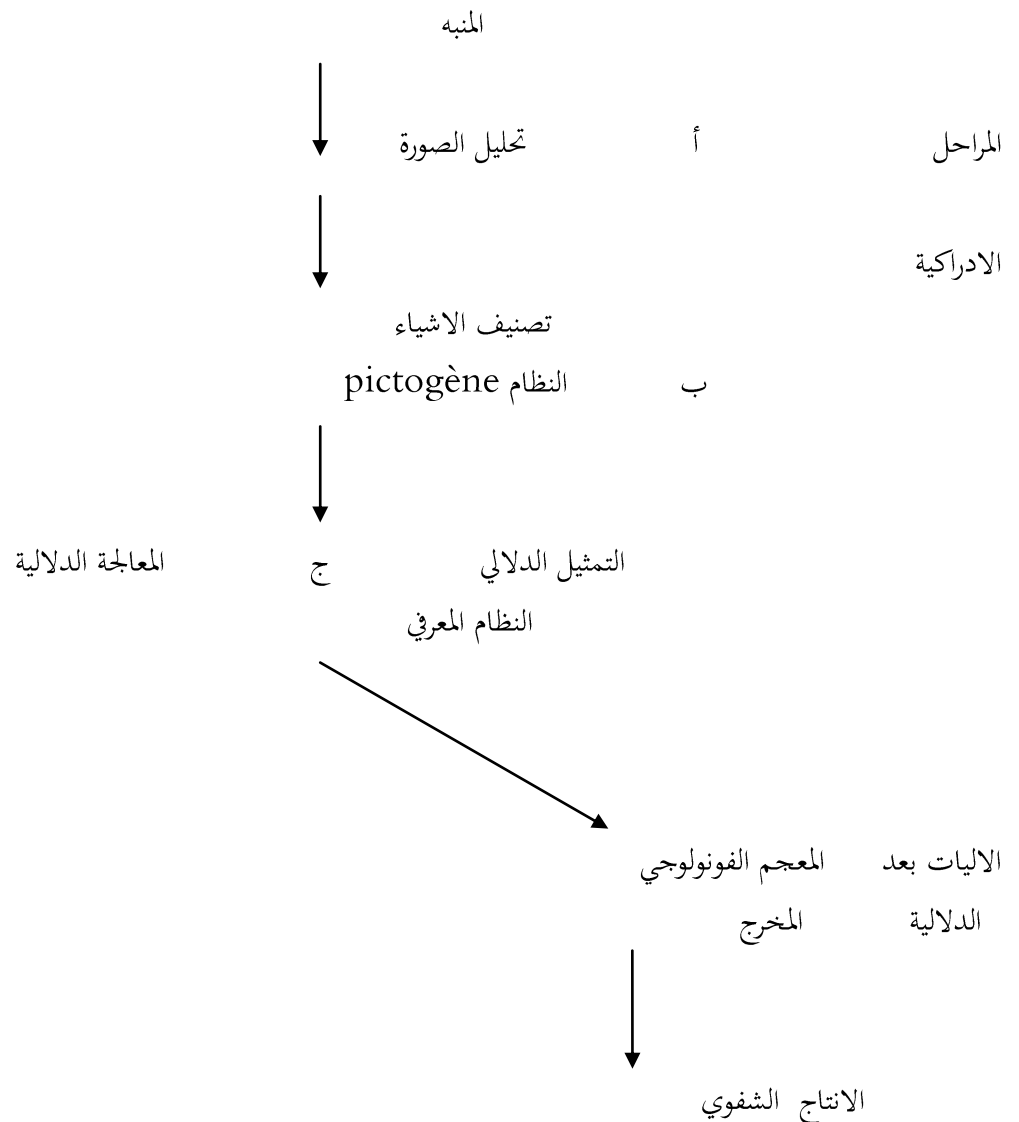 المنبه
المراحل أ تحليل الصورة
الادراكية
تصنيف الاشياء
ب النظام pictogène
التمثيل الدلالي ج المعالجة الدلالية
النظام المعرفي
الاليات بعد المعجم الفونولوجي
الدلالية المخرج
الانتاج الشفوي